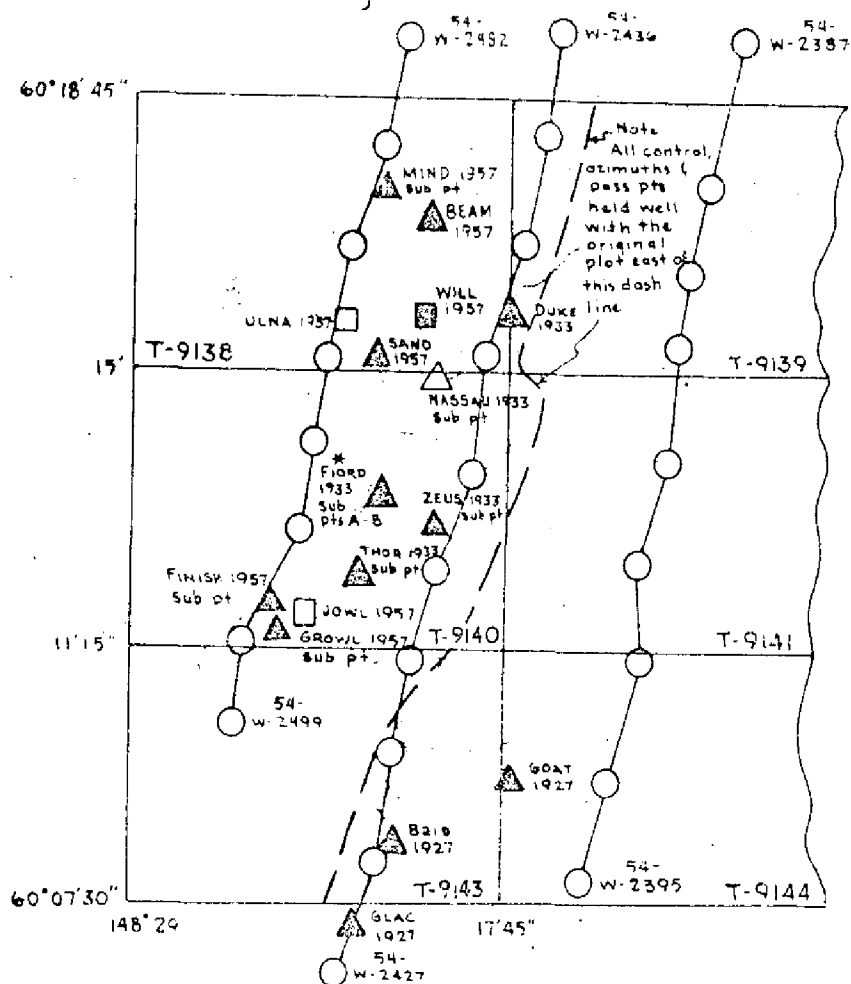 54-
W-2482
54-
W-2436
54-
W-2387
60°18'45"
Note
All control,
azimuths &
pass pts
held well
with the
original
plot east of
this dash
line
MIND 1957
Sub pt
BEAM
1957
WILL
1957
ULNA 1957
DUKE
1933
SAND
1957
15'
T-9138
T-9139
NASSAU 1933
Sub pt
*
FIORD
1933
Sub
pts A-B
ZEUS 1933
Sub pt
THOR 1933
Sub pt
FINISH 1957
Sub pt
JOWL 1957
GROWL 1957
Sub pt.
11'15"
T-9140
T-9141
54-
W-2499
GOAT
1927
1927
54-
W-2395
60°07'30"
T-9143
T-9144
148°29
17'45"
GLAC
1927
54-
W-2427